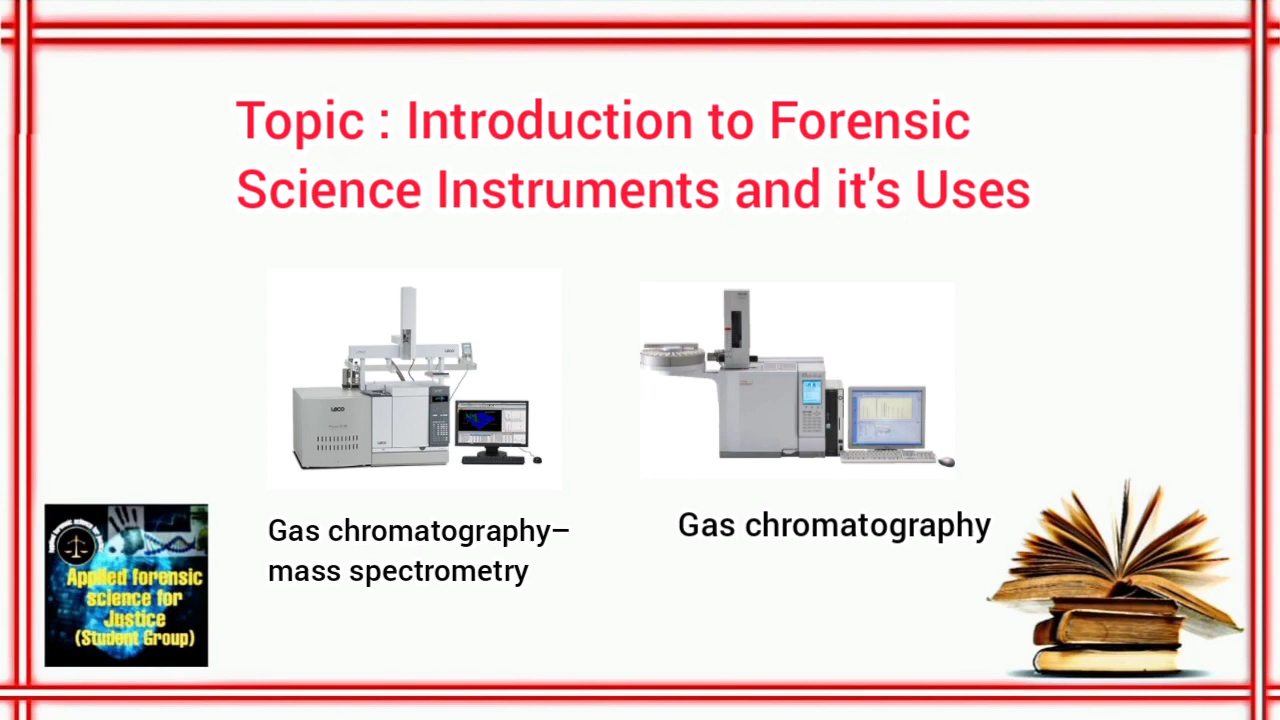 Topic : Introduction to Forensic
Science Instruments and it's Uses
LECO
Gas chromatography–
mass spectrometry
Gas chromatography
Applied forensic
science for
Justice
(Student Group)